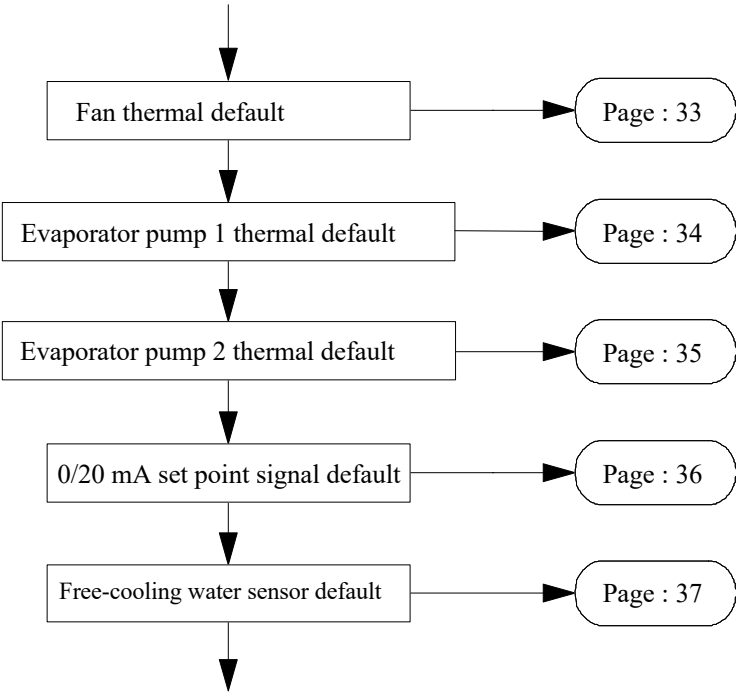 Fan thermal default
Page : 33
Evaporator pump 1 thermal default
Page : 34
Evaporator pump 2 thermal default
Page : 35
0/20 mA set point signal default
Page : 36
Free-cooling water sensor default
Page : 37